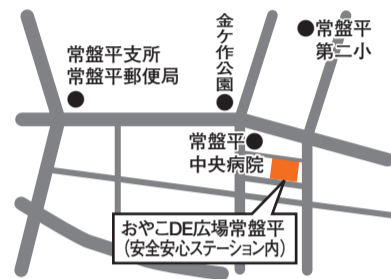 常盤平支所
常盤平郵便局
金ケ作公園
常盤平
第二小
常盤平
中央病院
おやこDE広場常盤平
(安全安心ステーション内)